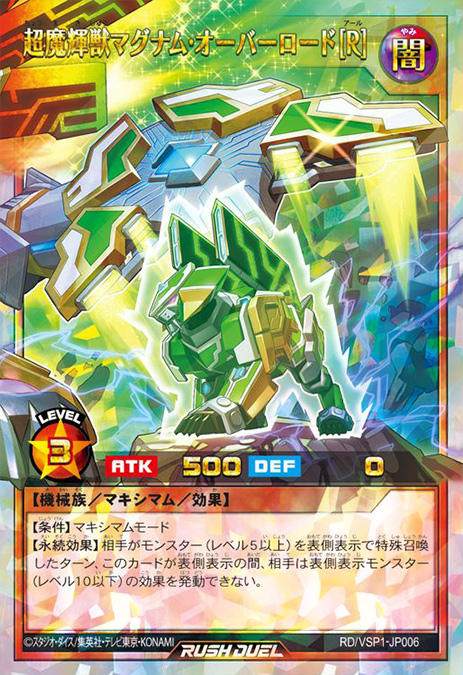 超魔輝獣マグナム・オーバーロード[R]
アール
やみ
闇
LEVEL
3
ATK 500 DEF 0
【機械族／マキシマム／効果】
【条件】マキシマムモード
【永続効果】相手がモンスター（レベル５以上）を表側表示で特殊召喚
したターン、このカードが表側表示の間、相手は表側表示モンスター
（レベル10以下）の効果を発動できない。
©スタジオ・ダイス/集英社・テレビ東京・KONAMI
RD/VSP1-JP006
RUSH DUEL